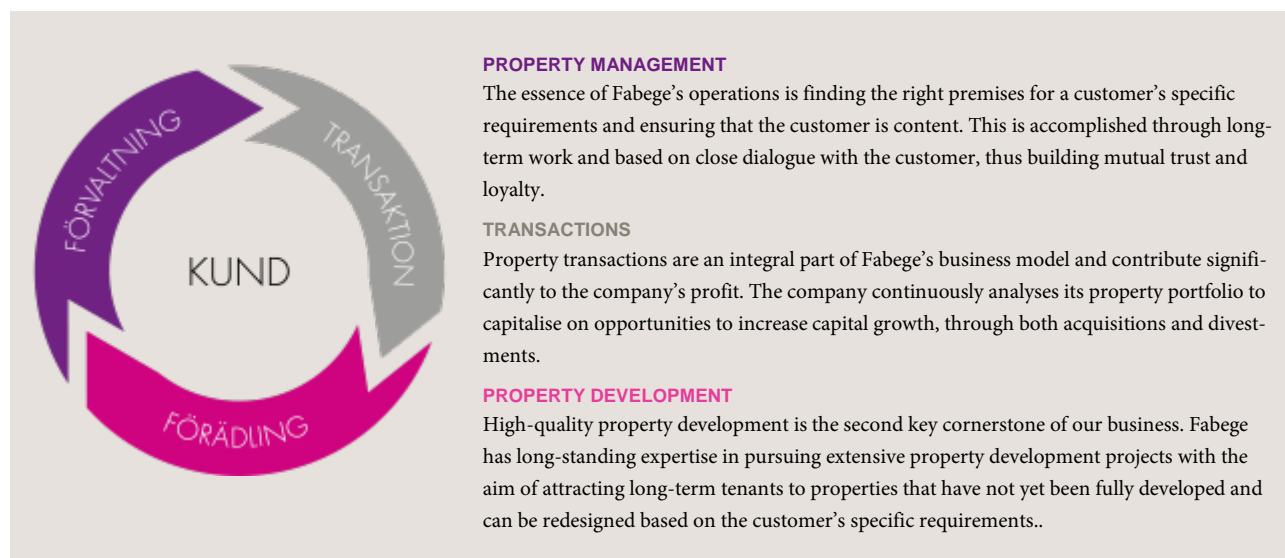 FÖRVALTNING
TRANSAKTION
KUND
FÖRÄDLING
PROPERTY MANAGEMENT
The essence of Fabege’s operations is finding the right premises for a customer’s specific
requirements and ensuring that the customer is content. This is accomplished through long-
term work and based on close dialogue with the customer, thus building mutual trust and
loyalty.
TRANSACTIONS
Property transactions are an integral part of Fabege’s business model and contribute signifi-
cantly to the company’s profit. The company continuously analyses its property portfolio to
capitalise on opportunities to increase capital growth, through both acquisitions and divest-
ments.
PROPERTY DEVELOPMENT
High-quality property development is the second key cornerstone of our business. Fabege
has long-standing expertise in pursuing extensive property development projects with the
aim of attracting long-term tenants to properties that have not yet been fully developed and
can be redesigned based on the customer’s specific requirements..